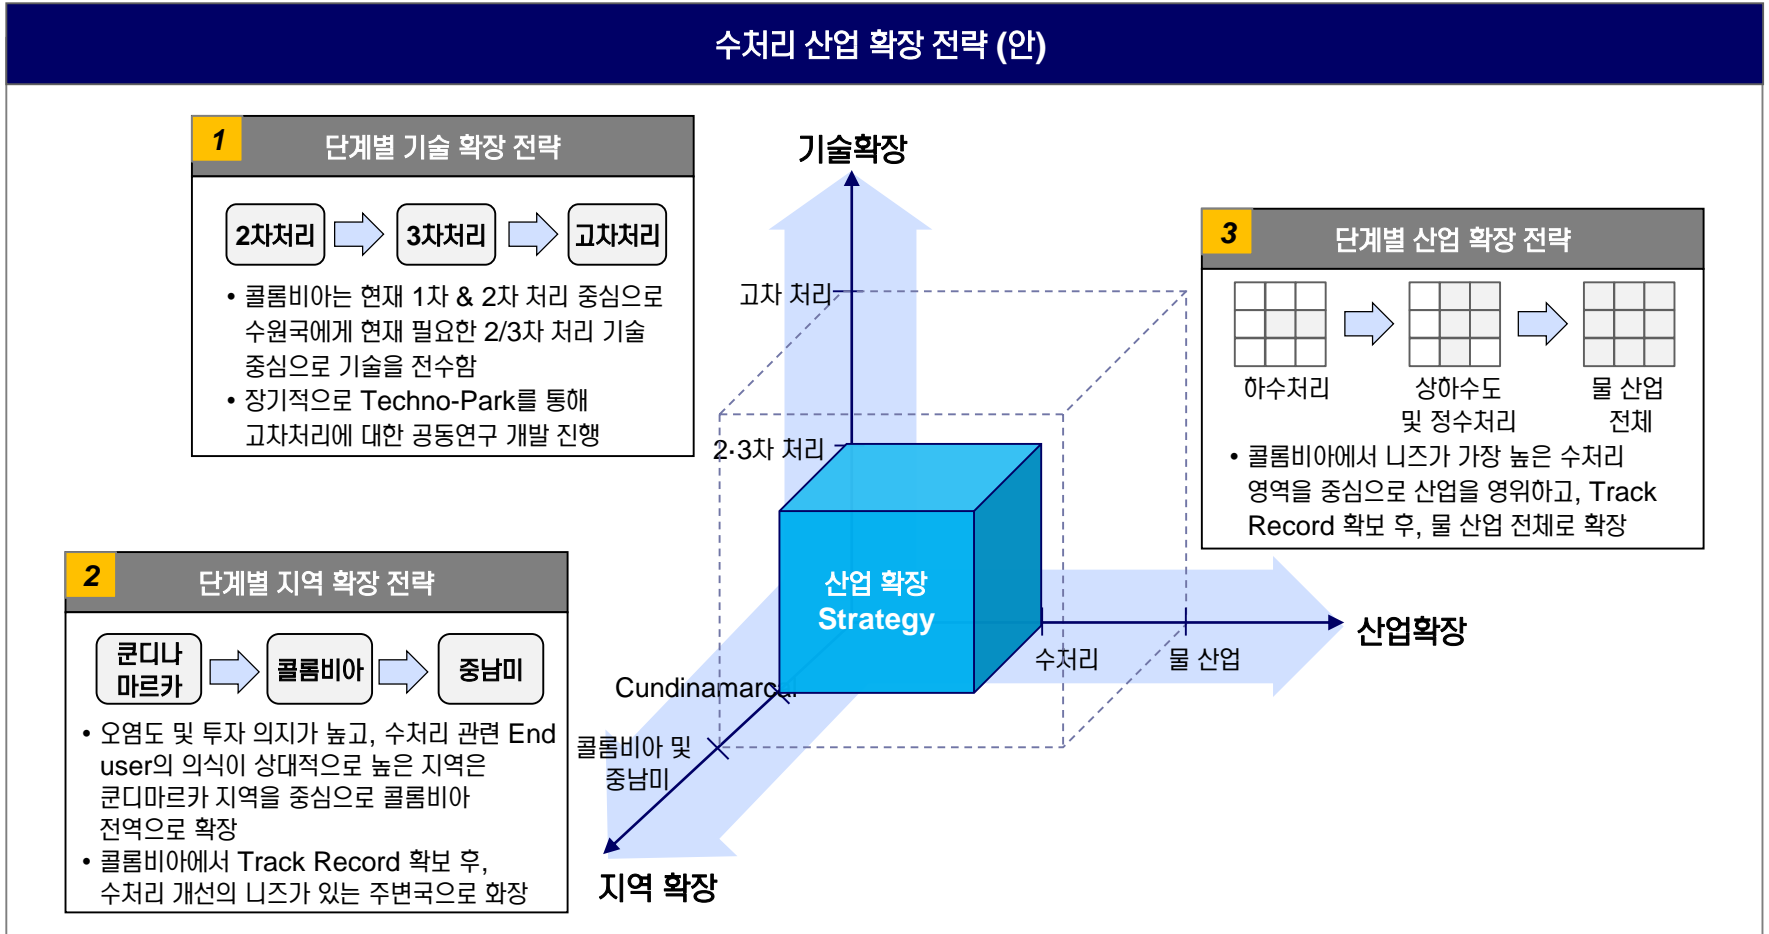 수처리 산업 확장 전략 (안)
1
단계별 기술 확장 전략
2차처리
3차처리
고차처리
• 콜롬비아는 현재 1차 & 2차 처리 중심으로
수원국에게 현재 필요한 2/3차 처리 기술
중심으로 기술을 전수함
• 장기적으로 Techno-Park를 통해
고차처리에 대한 공동연구 개발 진행
2
단계별 지역 확장 전략
쿤디나
마르카
콜롬비아
중남미
• 오염도 및 투자 의지가 높고, 수처리 관련 End
user의 의식이 상대적으로 높은 지역은
쿤디마르카 지역을 중심으로 콜롬비아
전역으로 확장
• 콜롬비아에서 Track Record 확보 후,
수처리 개선의 니즈가 있는 주변국으로 화장
기술확장
고차 처리
2·3차 처리
산업 확장
Strategy
수처리
물 산업
산업확장
Cundinamarcal
콜롬비아 및
중남미
지역 확장
3
단계별 산업 확장 전략
하수처리
상하수도
및 정수처리
물 산업
전체
• 콜롬비아에서 니즈가 가장 높은 수처리
영역을 중심으로 산업을 영위하고, Track
Record 확보 후, 물 산업 전체로 확장